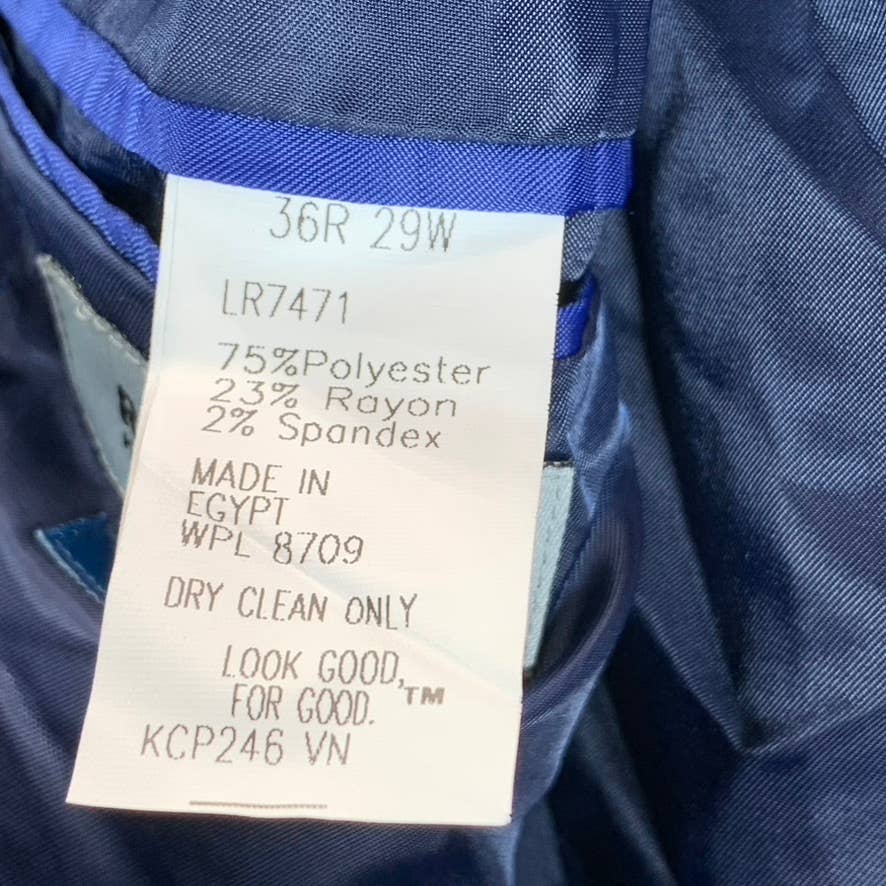 36R 29W
LR7471
75%Polyester
23% Rayon
2% Spandex
MADE IN
EGYPT
WPL 8709
DRY CLEAN ONLY
LOOK GOOD,
FOR GOOD.™
KCP246 VN